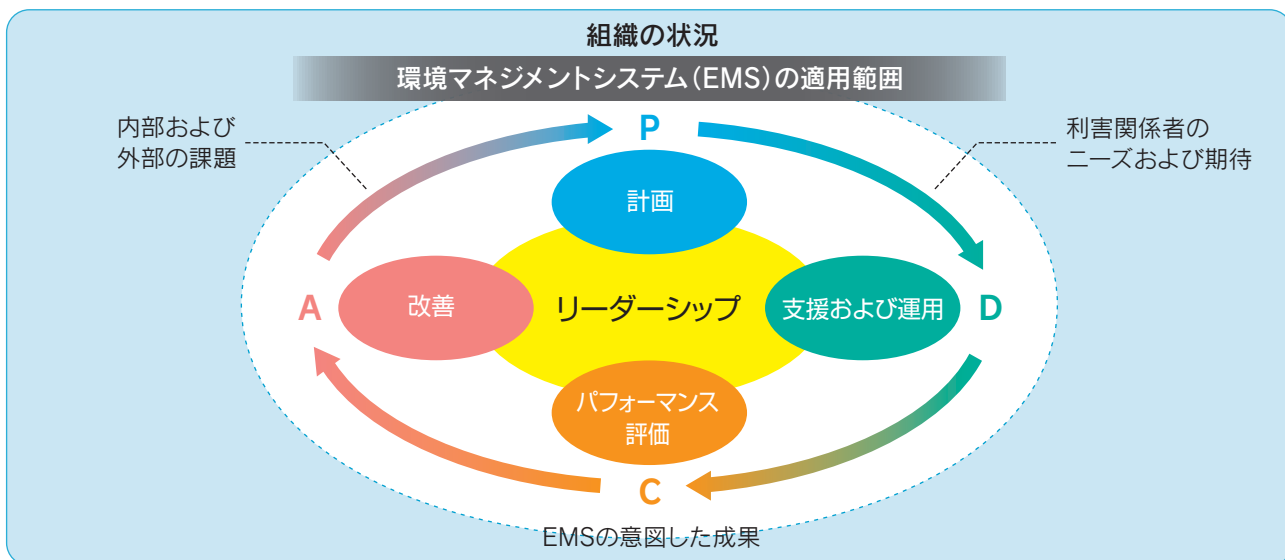 組織の状況
環境マネジメントシステム（EMS）の適用範囲
内部および
外部の課題
P
利害関係者の
ニーズおよび期待
計画
A
改善
リーダーシップ
支援および運用
D
パフォーマンス
評価
C
EMSの意図した成果